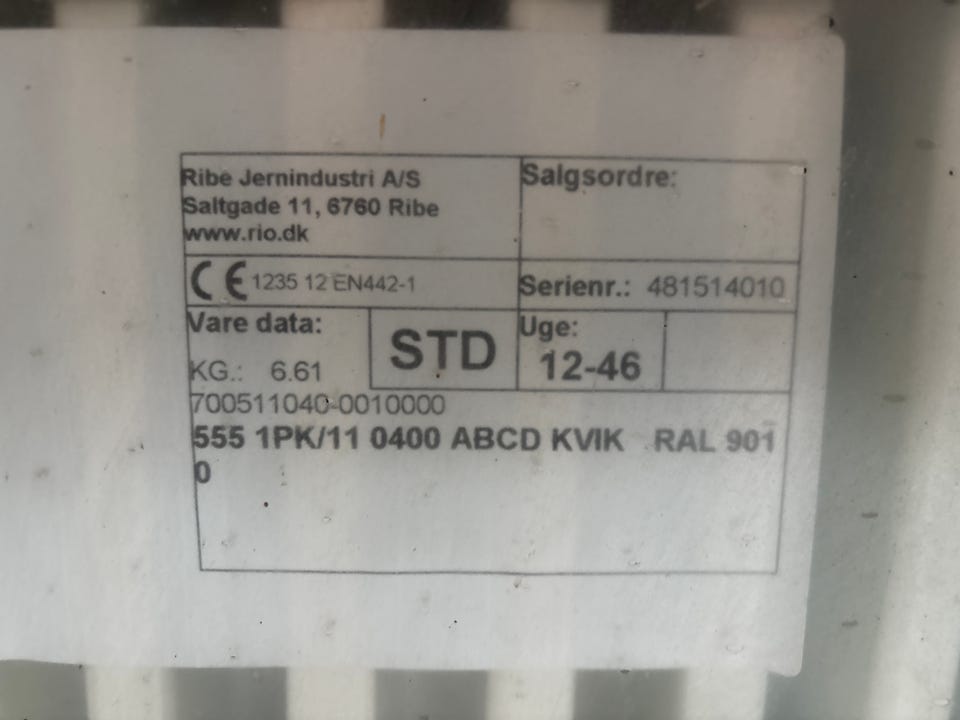 Ribe Jernindustri A/S
Saltgade 11, 6760 Ribe
www.rio.dk
Salgsordre:
CE 1235 12 EN442-1
Serienr.: 481514010
Vare data:
KG.: 6.61
STD
Uge:
12-46
700511040-0010000
555 1PK/11 0400 ABCD KVIK RAL 901
0